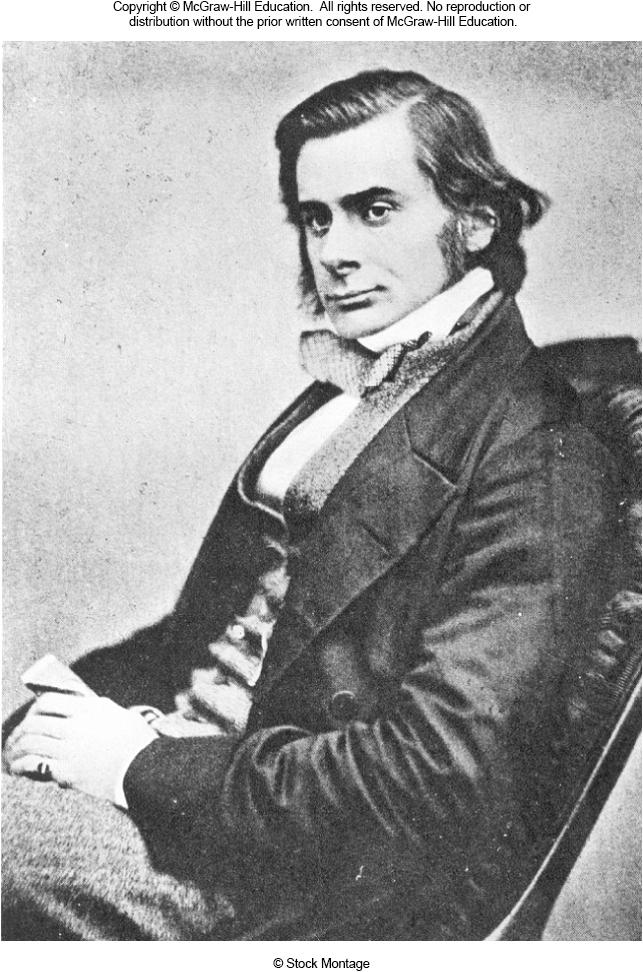 Copyright © McGraw-Hill Education.  All rights reserved. No reproduction or
distribution without the prior written consent of McGraw-Hill Education.
© Stock Montage